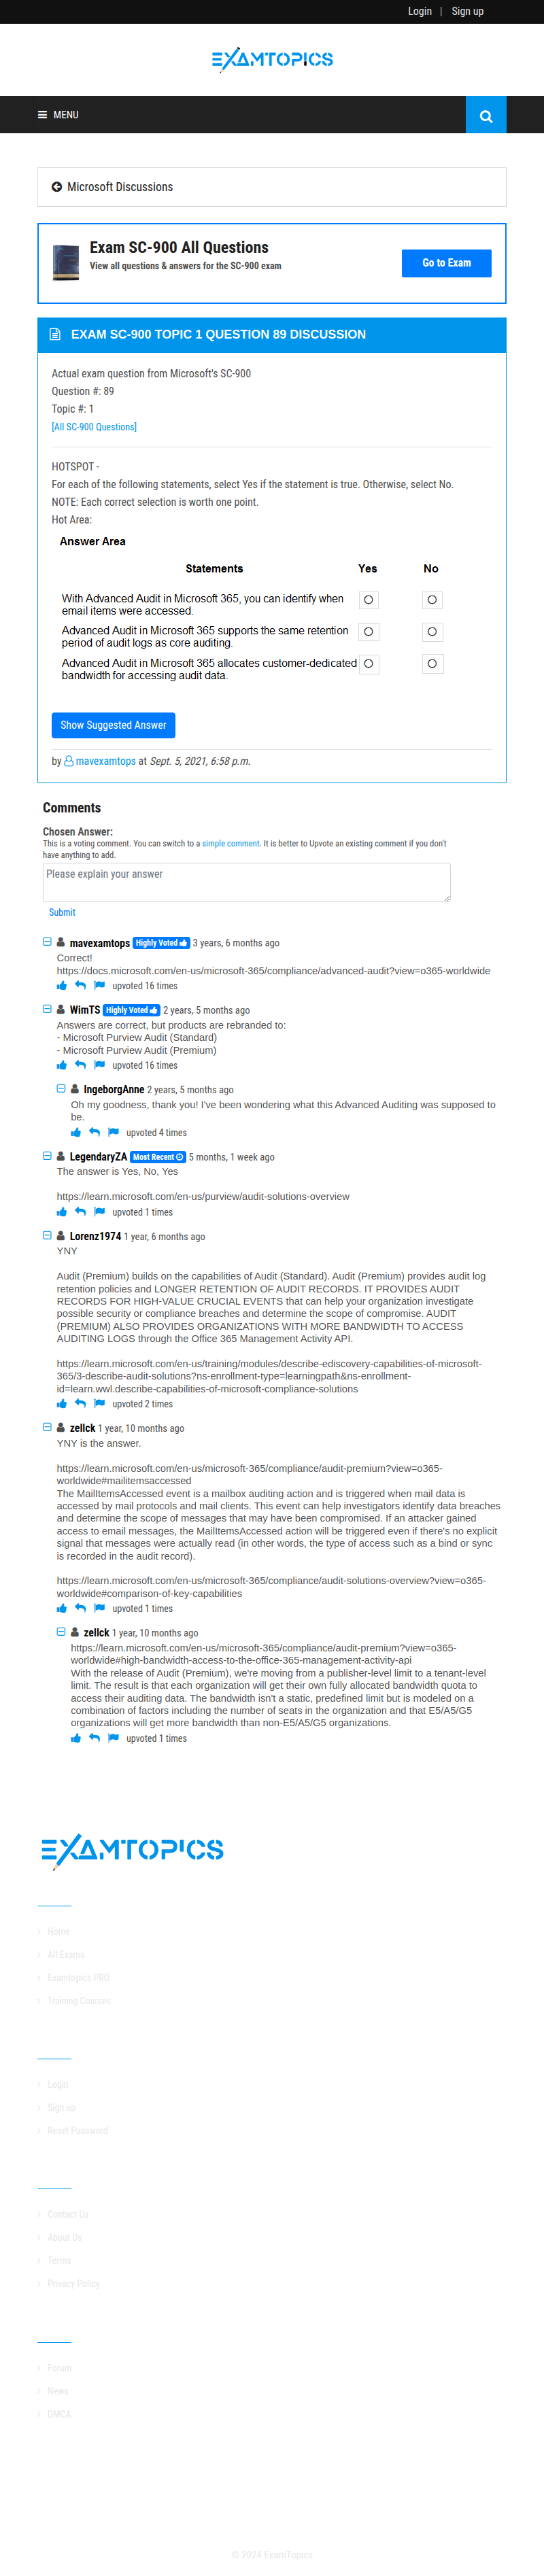 Login | Sign up
EXAMTOPICS
MENU
Microsoft Discussions
Exam SC-900 All Questions
View all questions & answers for the SC-900 exam
Go to Exam
EXAM SC-900 TOPIC 1 QUESTION 89 DISCUSSION
Actual exam question from Microsoft's SC-900
Question #: 89
Topic #: 1
[All SC-900 Questions]
HOTSPOT -
For each of the following statements, select Yes if the statement is true. Otherwise, select No.
NOTE: Each correct selection is worth one point.
Hot Area:
Answer Area
Statements Yes No
With Advanced Audit in Microsoft 365, you can identify when
email items were accessed.
Advanced Audit in Microsoft 365 supports the same retention
period of audit logs as core auditing.
Advanced Audit in Microsoft 365 allocates customer-dedicated
bandwidth for accessing audit data.
Show Suggested Answer
by mavexamtops at Sept. 5, 2021, 6:58 p.m.
Comments
Chosen Answer:
This is a voting comment. You can switch to a simple comment. It is better to Upvote an existing comment if you don't
have anything to add.
Please explain your answer
Submit
mavexamtops Highly Voted 3 years, 6 months ago
Correct!
https://docs.microsoft.com/en-us/microsoft-365/compliance/advanced-audit?view=o365-worldwide
upvoted 16 times
WimTS Highly Voted 2 years, 5 months ago
Answers are correct, but products are rebranded to:
- Microsoft Purview Audit (Standard)
- Microsoft Purview Audit (Premium)
upvoted 16 times
IngeborgAnne 2 years, 5 months ago
Oh my goodness, thank you! I've been wondering what this Advanced Auditing was supposed to
be.
upvoted 4 times
LegendaryZA Most Recent 5 months, 1 week ago
The answer is Yes, No, Yes
https://learn.microsoft.com/en-us/purview/audit-solutions-overview
upvoted 1 times
Lorenz1974 1 year, 6 months ago
YNY
Audit (Premium) builds on the capabilities of Audit (Standard). Audit (Premium) provides audit log
retention policies and LONGER RETENTION OF AUDIT RECORDS. IT PROVIDES AUDIT
RECORDS FOR HIGH-VALUE CRUCIAL EVENTS that can help your organization investigate
possible security or compliance breaches and determine the scope of compromise. AUDIT
(PREMIUM) ALSO PROVIDES ORGANIZATIONS WITH MORE BANDWIDTH TO ACCESS
AUDITING LOGS through the Office 365 Management Activity API.
https://learn.microsoft.com/en-us/training/modules/describe-ediscovery-capabilities-of-microsoft-
365/3-describe-audit-solutions?ns-enrollment-type=learningpath&ns-enrollment-
id=learn.wwl.describe-capabilities-of-microsoft-compliance-solutions
upvoted 2 times
zellck 1 year, 10 months ago
YNY is the answer.
https://learn.microsoft.com/en-us/microsoft-365/compliance/audit-premium?view=o365-
worldwide#mailitemsaccessed
The MailItemsAccessed event is a mailbox auditing action and is triggered when mail data is
accessed by mail protocols and mail clients. This event can help investigators identify data breaches
and determine the scope of messages that may have been compromised. If an attacker gained
access to email messages, the MailItemsAccessed action will be triggered even if there's no explicit
signal that messages were actually read (in other words, the type of access such as a bind or sync
is recorded in the audit record).
https://learn.microsoft.com/en-us/microsoft-365/compliance/audit-solutions-overview?view=o365-
worldwide#comparison-of-key-capabilities
upvoted 1 times
zellck 1 year, 10 months ago
https://learn.microsoft.com/en-us/microsoft-365/compliance/audit-premium?view=o365-
worldwide#high-bandwidth-access-to-the-office-365-management-activity-api
With the release of Audit (Premium), we're moving from a publisher-level limit to a tenant-level
limit. The result is that each organization will get their own fully allocated bandwidth quota to
access their auditing data. The bandwidth isn't a static, predefined limit but is modeled on a
combination of factors including the number of seats in the organization and that E5/A5/G5
organizations will get more bandwidth than non-E5/A5/G5 organizations.
upvoted 1 times
EXAMTOPICS
Home
All Exams
Examtopics PRO
Training Courses
Login
Sign up
Reset Password
Contact Us
About Us
Terms
Privacy Policy
Forum
News
DMCA
© 2024 ExamTopics